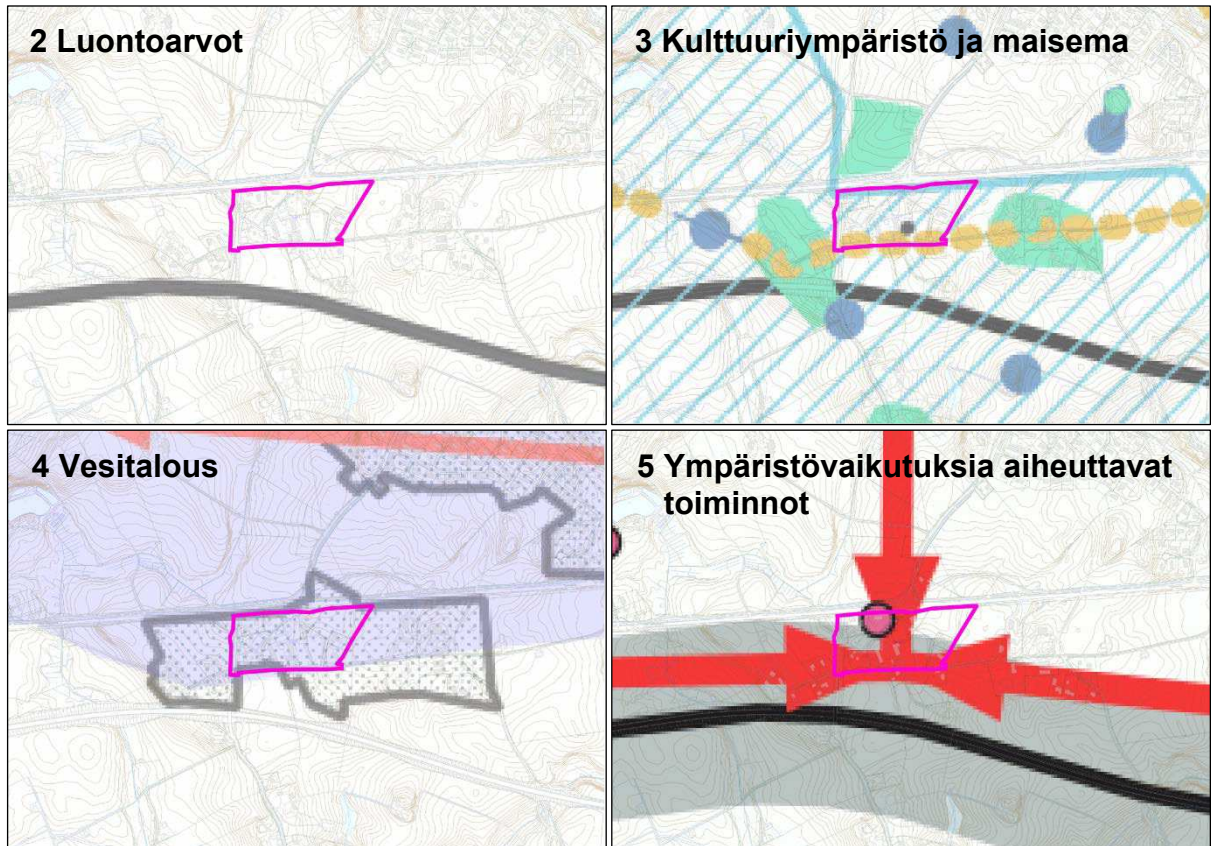 2 Luontoarvot
3 Kulttuuriympäristö ja maisema
4 Vesitalous
5 Ympäristövaikutuksia aiheuttavat
toiminnot